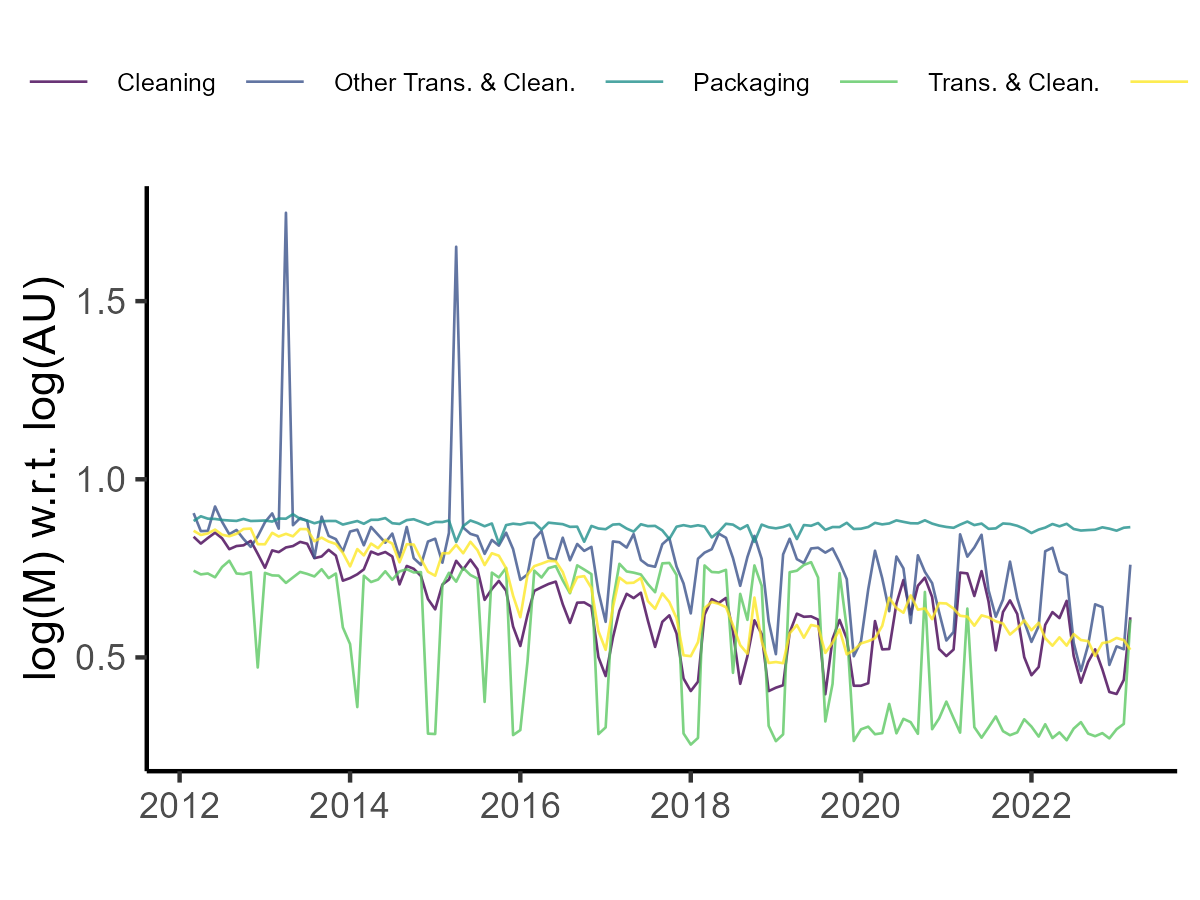 Cleaning Other Trans. & Clean. Packaging Trans. & Clean.
log(M) w.r.t. log(AU)
1.5
1.0
0.5
2012 2014 2016 2018 2020 2022